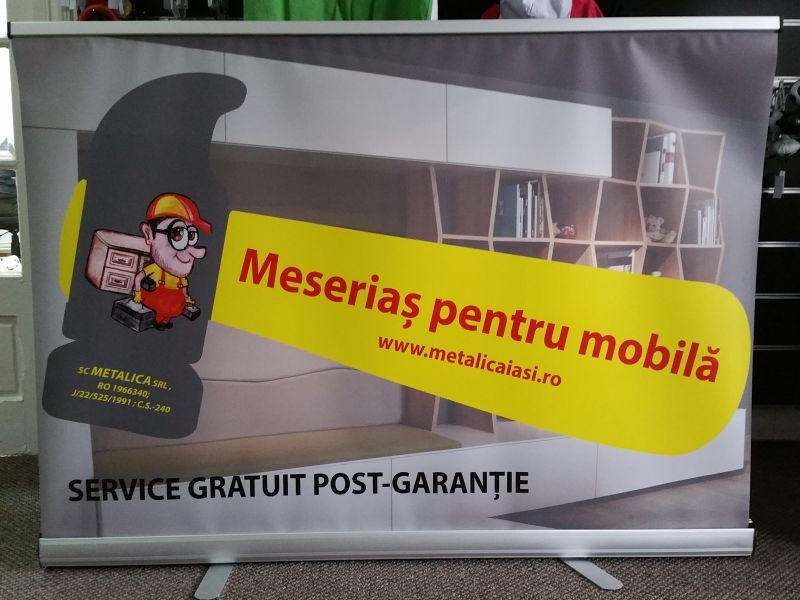 Meseriaș pentru mobilă
www.metalicaiasi.ro
SC METALICA SRL,
RO 1966340;
J/22/525/1991 ; C.S.-240
SERVICE GRATUIT POST-GARANȚIE